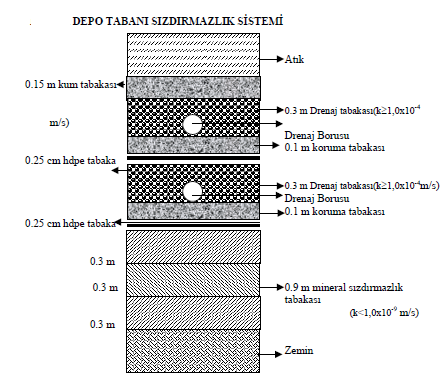 DEPO TABANI SIZDIRMAZLIK SİSTEMİ
Atık
0.15 m kum tabakası
0.3 m Drenaj tabakası(k≥1,0x10⁻⁴
m/s)
Drenaj Borusu
0.1 m koruma tabakası
0.25 cm hdpe tabaka
0.3 m Drenaj tabakası(k≥1,0x10⁻⁴m/s)
Drenaj Borusu
0.1 m koruma tabakası
0.25 cm hdpe tabaka
0.3 m
0.3 m
0.9 m mineral sızdırmazlık
tabakası
(k<1,0x10⁻⁹ m/s)
0.3 m
Zemin